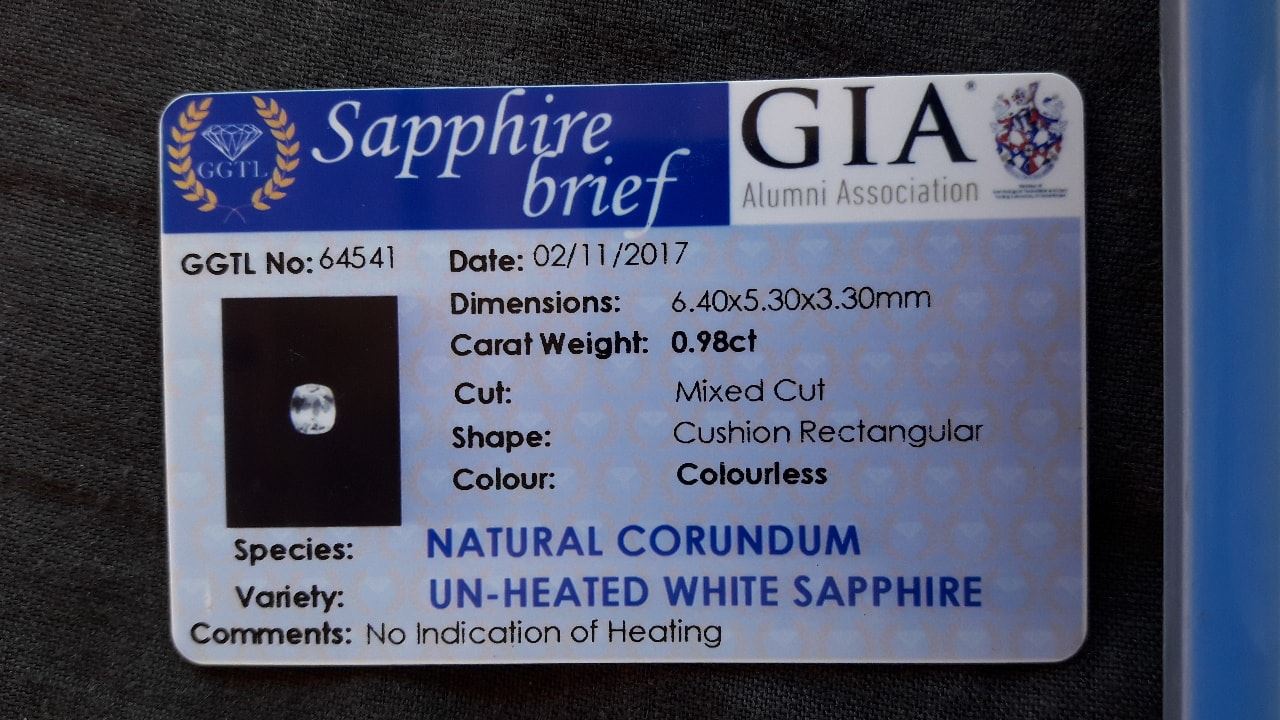 GGTL
Sapphire
brief
GIA®
Alumni Association
GGTL No: 64541
Date: 02/11/2017
Dimensions: 6.40x5.30x3.30mm
Carat Weight: 0.98ct
Cut: Mixed Cut
Shape: Cushion Rectangular
Colour: Colourless
Species: NATURAL CORUNDUM
Variety: UN-HEATED WHITE SAPPHIRE
Comments: No Indication of Heating